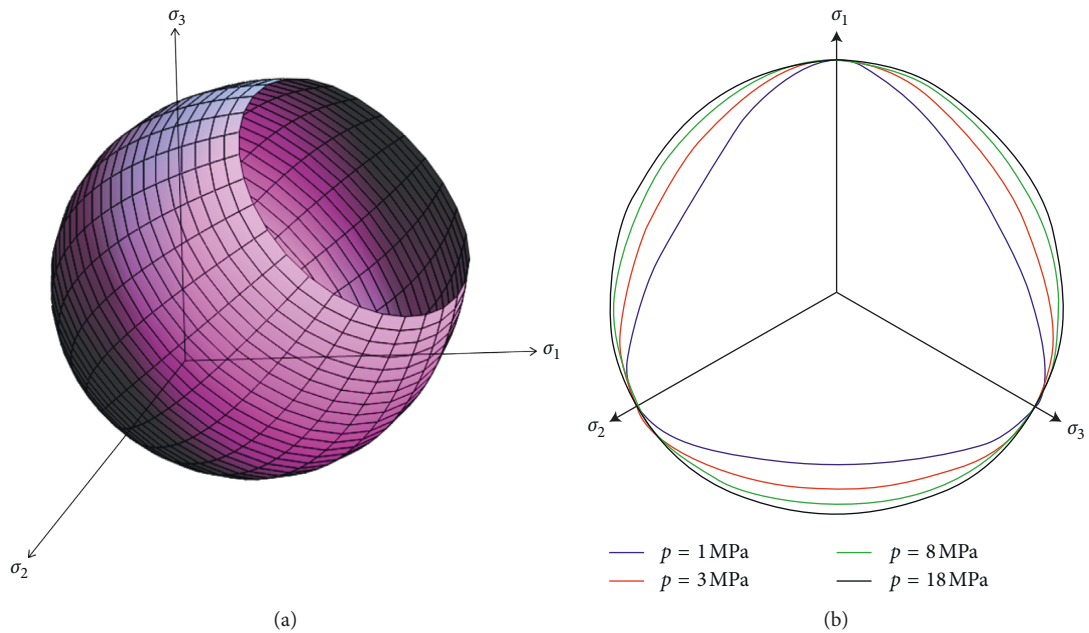 σ3
σ1
σ2
(a)
σ1
σ2
σ3
p = 1 MPa
p = 3 MPa
p = 8 MPa
p = 18 MPa
(b)